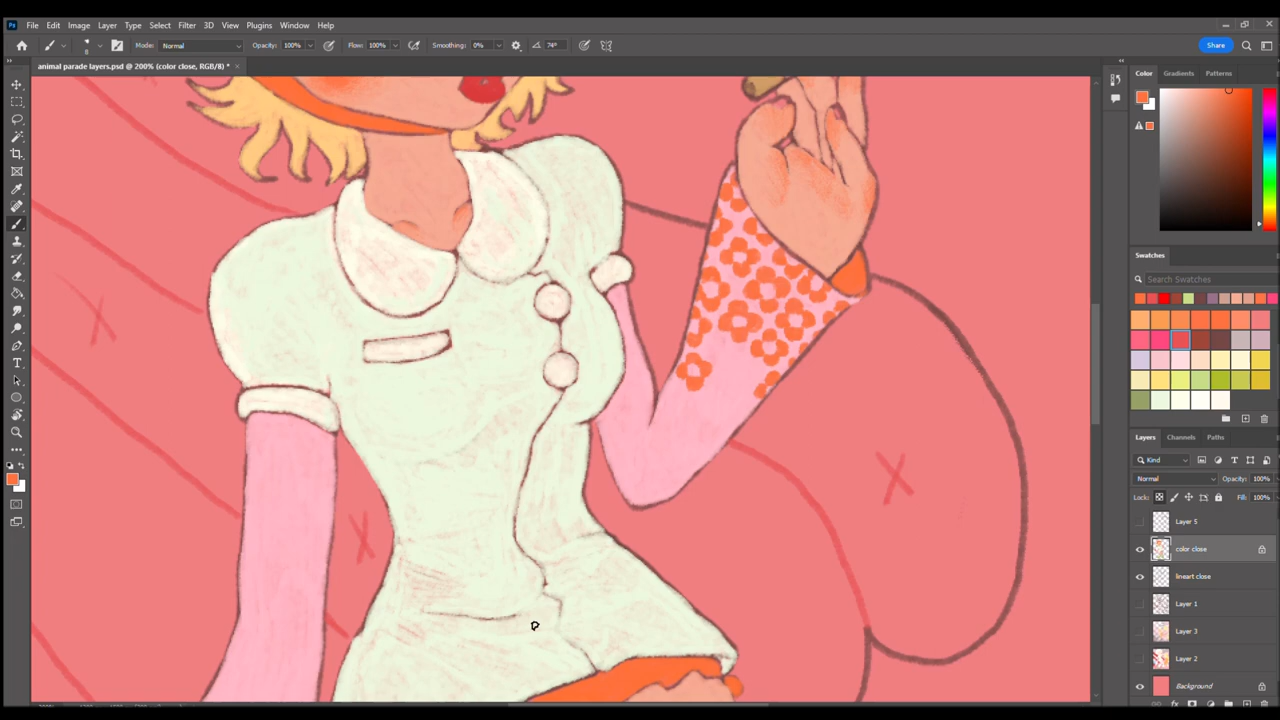 Ps File Edit Image Layer Type Select Filter 3D View Plugins Window Help
Mode: Normal Opacity: 100% Flow: 100% Smoothing: 0% 74° Share
animal parade layers.psd @ 200% (color close, RGB/8) *
Color Gradients Patterns
Swatches
Search Swatches
Layers Channels Paths
Kind
Normal Opacity: 100%
Lock: Fill: 100%
Layer 5
color close
lineart close
Layer 1
Layer 3
Layer 2
Background